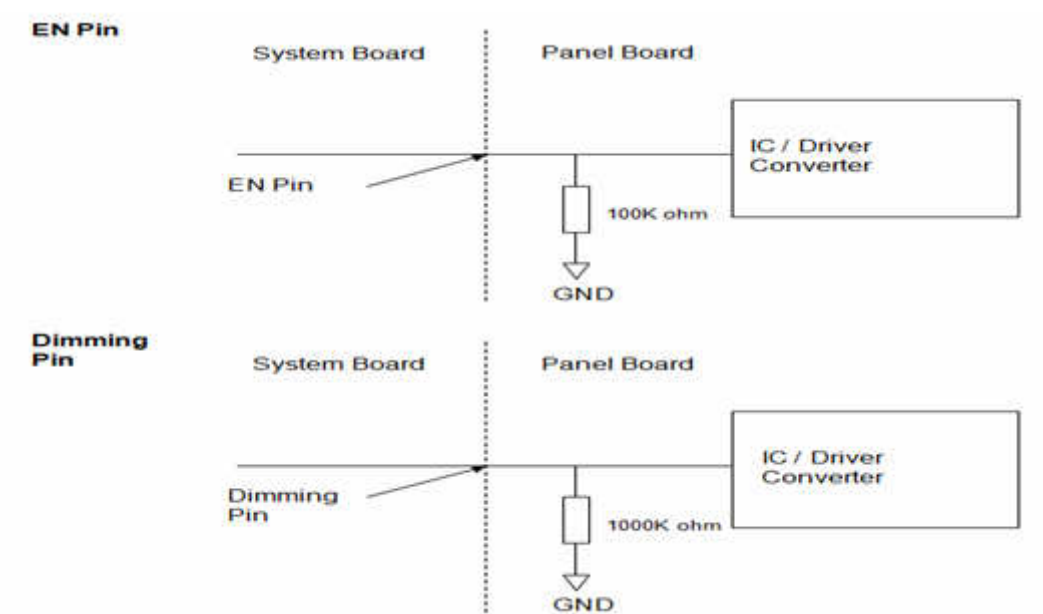 EN Pin
System Board
Panel Board
IC / Driver
Converter
EN Pin
100K ohm
GND
Dimming
Pin
System Board
Panel Board
IC / Driver
Converter
Dimming
Pin
1000K ohm
GND